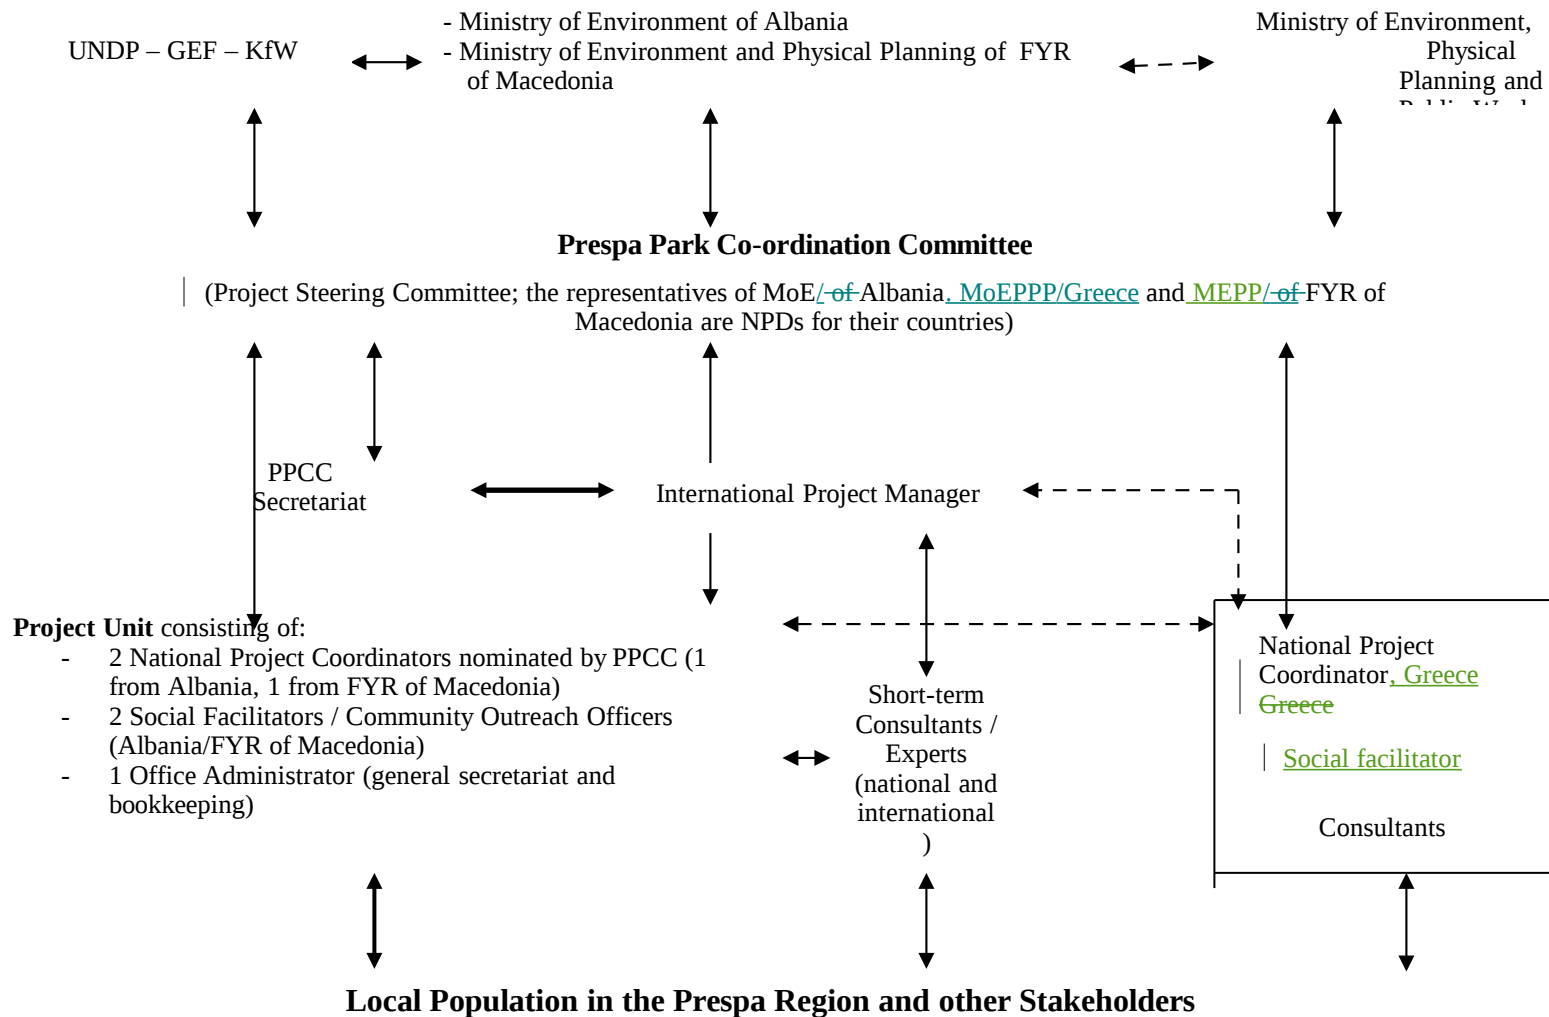 UNDP – GEF – KfW
- Ministry of Environment of Albania
- Ministry of Environment and Physical Planning of FYR
of Macedonia
Ministry of Environment,
Physical
Planning and
Prespa Park Co-ordination Committee
(Project Steering Committee; the representatives of MoE/ of Albania. MoEPPP/Greece and MEPP/ of FYR of
Macedonia are NPDs for their countries)
PPCC
Secretariat
International Project Manager
Project Unit consisting of:
- 2 National Project Coordinators nominated by PPCC (1
from Albania, 1 from FYR of Macedonia)
- 2 Social Facilitators / Community Outreach Officers
(Albania/FYR of Macedonia)
- 1 Office Administrator (general secretariat and
bookkeeping)
Short-term
Consultants /
Experts
(national and
international
)
National Project
Coordinator, Greece
Greece
Social facilitator
Consultants
Local Population in the Prespa Region and other Stakeholders